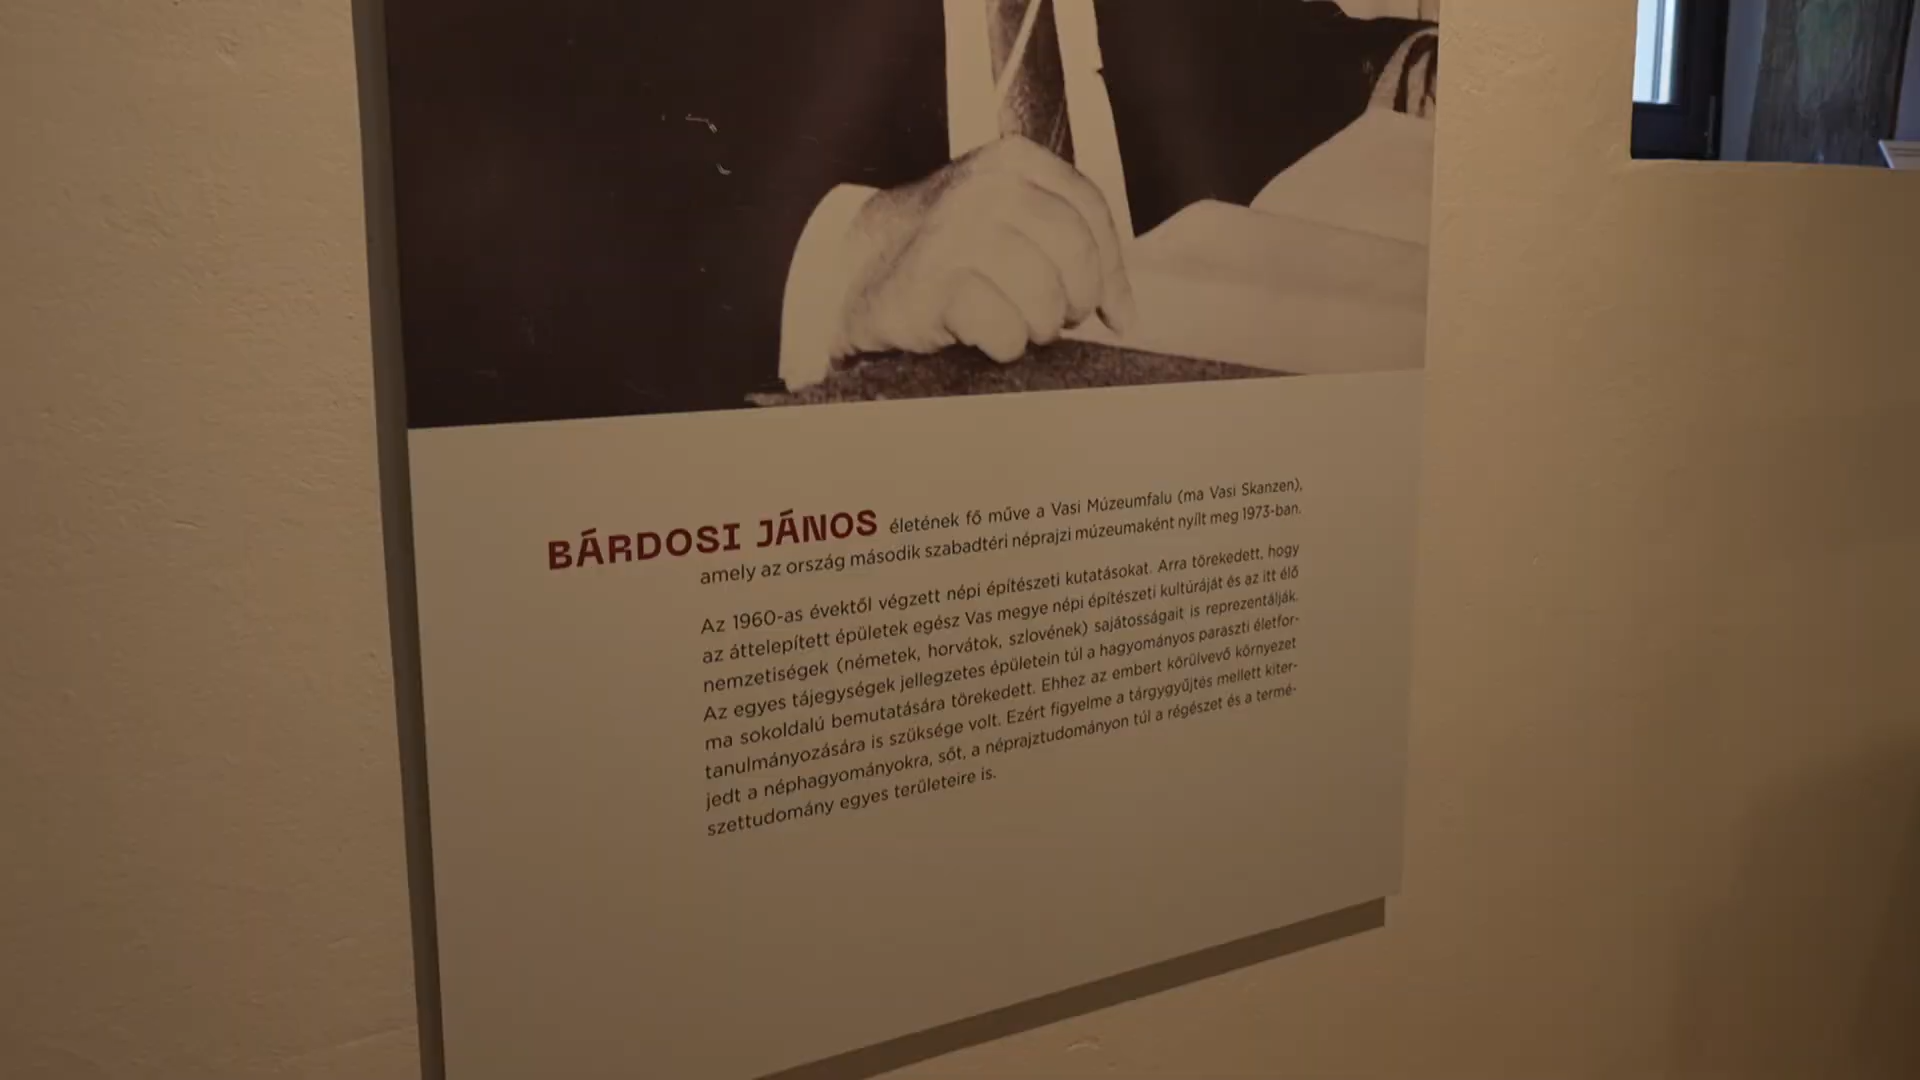 BÁRDOSI JÁNOS életének fő műve a Vasi Múzeumfalu (ma Vasi Skanzen),
amely az ország második szabadtéri néprajzi múzeumaként nyílt meg 1973-ban.
Az 1960-as évektől végzett népi építészeti kutatásokat. Arra törekedett, hogy
az áttelepített épületek egész Vas megye népi építészeti kultúráját és az itt élő
nemzetiségek (németek, horvátok, szlovének) sajátosságait is reprezentálják.
Az egyes tájegységek jellegzetes épületein túl a hagyományos paraszti életfor-
ma sokoldalú bemutatására törekedett. Ehhez az embert körülvevő környezet
tanulmányozására is szüksége volt. Ezért figyelme a tárgygyűjtés mellett kiter-
jedt a néphagyományokra, sőt, a néprajztudományon túl a régészet és a termé-
szettudomány egyes területeire is.